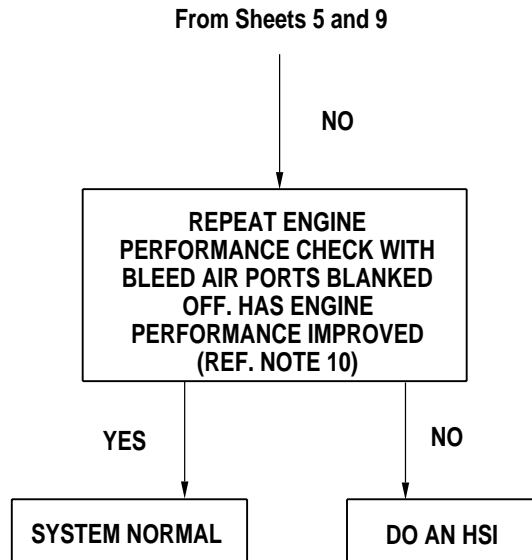 From Sheets 5 and 9
NO
REPEAT ENGINE
PERFORMANCE CHECK WITH
BLEED AIR PORTS BLANKED
OFF. HAS ENGINE
PERFORMANCE IMPROVED
(REF. NOTE 10)
YES
NO
SYSTEM NORMAL
DO AN HSI